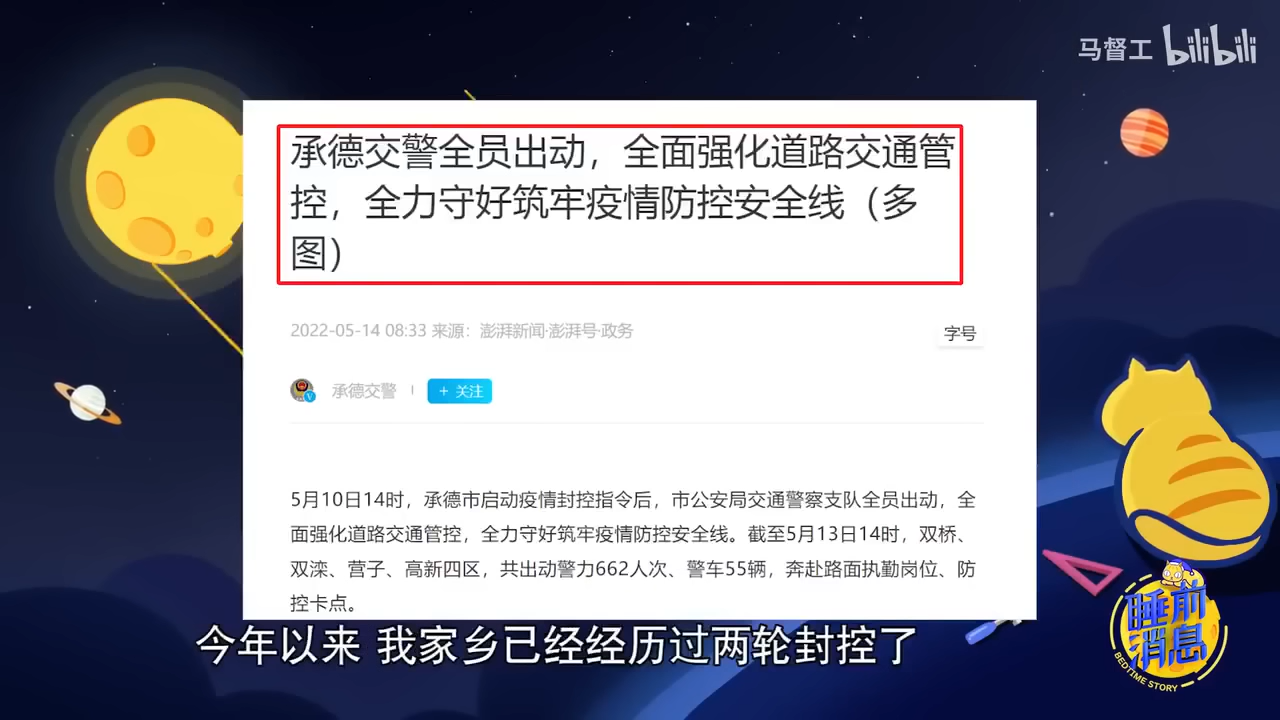 马督工 bilibili
承德交警全员出动，全面强化道路交通管
控，全力守好筑牢疫情防控安全线（多
图）
2022-05-14 08:33 来源：澎湃新闻·澎湃号·政务
字号
承德交警
+ 关注
5月10日14时，承德市启动疫情封控指令后，市公安局交通警察支队全员出动，全
面强化道路交通管控，全力守好筑牢疫情防控安全线。截至5月13日14时，双桥、
双滦、营子、高新四区，共出动警力662人次、警车55辆，奔赴路面执勤岗位、防
控卡点。
今年以来 我家乡已经经历过两轮封控了
睡前
消息
BEDTIME STORY